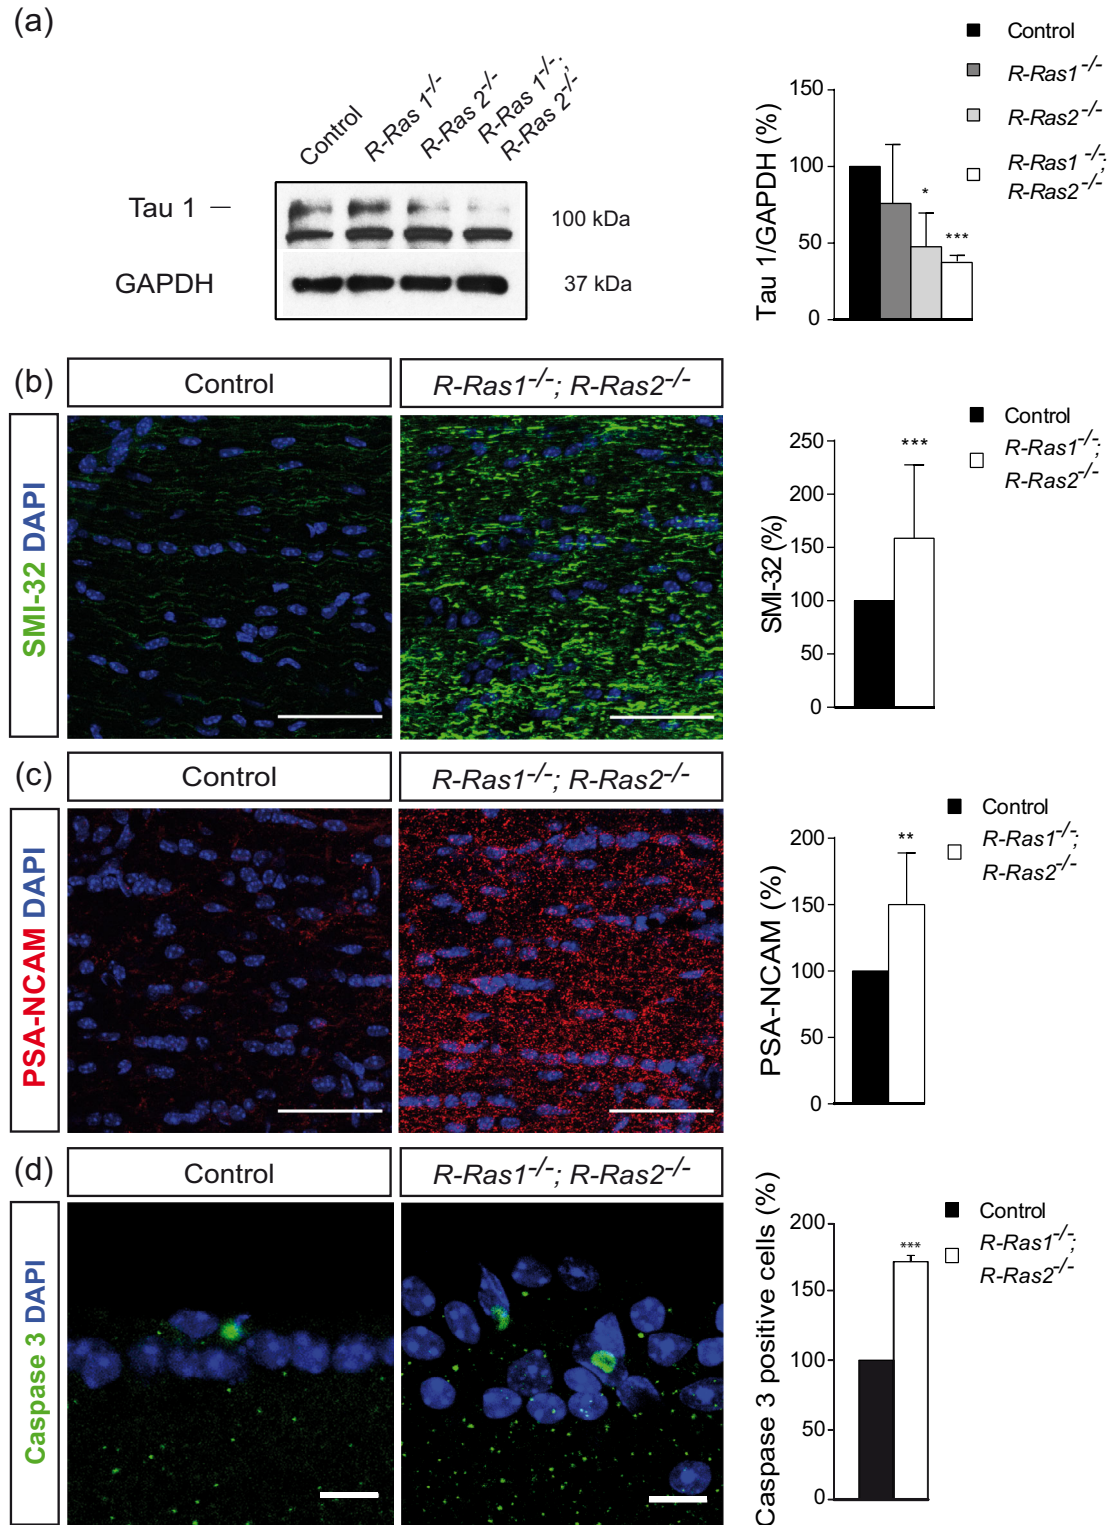 (a)
Control
R-Ras 1-/-
R-Ras 2-/-
R-Ras 1-/-;
R-Ras 2-/-
Tau 1
100 kDa
GAPDH
37 kDa
Tau 1/GAPDH (%)
150
100
50
0
*
***
Control
R-Ras1-/-
R-Ras2-/-
R-Ras1-/-;
R-Ras2-/-
(b)
Control
R-Ras1-/-; R-Ras2-/-
SMI-32 DAPI
SMI-32 (%)
250
200
150
100
50
0
***
Control
R-Ras1-/-;
R-Ras2-/-
(c)
Control
R-Ras1-/-; R-Ras2-/-
PSA-NCAM DAPI
PSA-NCAM (%)
200
150
100
50
0
**
Control
R-Ras1-/-;
R-Ras2-/-
(d)
Control
R-Ras1-/-; R-Ras2-/-
Caspase 3 DAPI
Caspase 3 positive cells (%)
200
150
100
50
0
***
Control
R-Ras1-/-;
R-Ras2-/-